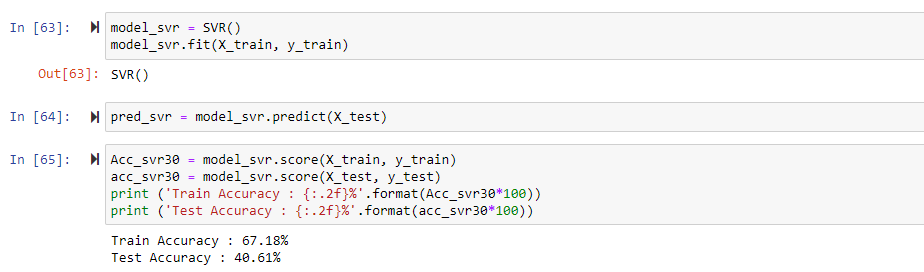 In [63]: model_svr = SVR()
model_svr.fit(X_train, y_train)
Out[63]: SVR()
In [64]: pred_svr = model_svr.predict(X_test)
In [65]: Acc_svr30 = model_svr.score(X_train, y_train)
acc_svr30 = model_svr.score(X_test, y_test)
print ('Train Accuracy : {:.2f}%'.format(Acc_svr30*100))
print ('Test Accuracy : {:.2f}%'.format(acc_svr30*100))
Train Accuracy : 67.18%
Test Accuracy : 40.61%